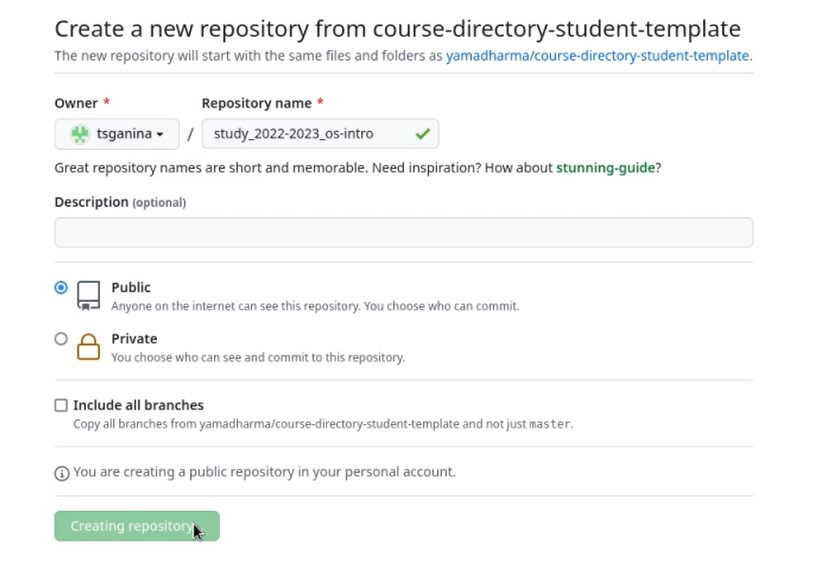 Create a new repository from course-directory-student-template
The new repository will start with the same files and folders as yamadharma/course-directory-student-template.
Owner * Repository name *
tsganina / study_2022-2023_os-intro
Great repository names are short and memorable. Need inspiration? How about stunning-guide?
Description (optional)
Public
Anyone on the internet can see this repository. You choose who can commit.
Private
You choose who can see and commit to this repository.
Include all branches
Copy all branches from yamadharma/course-directory-student-template and not just master.
You are creating a public repository in your personal account.
Creating repository